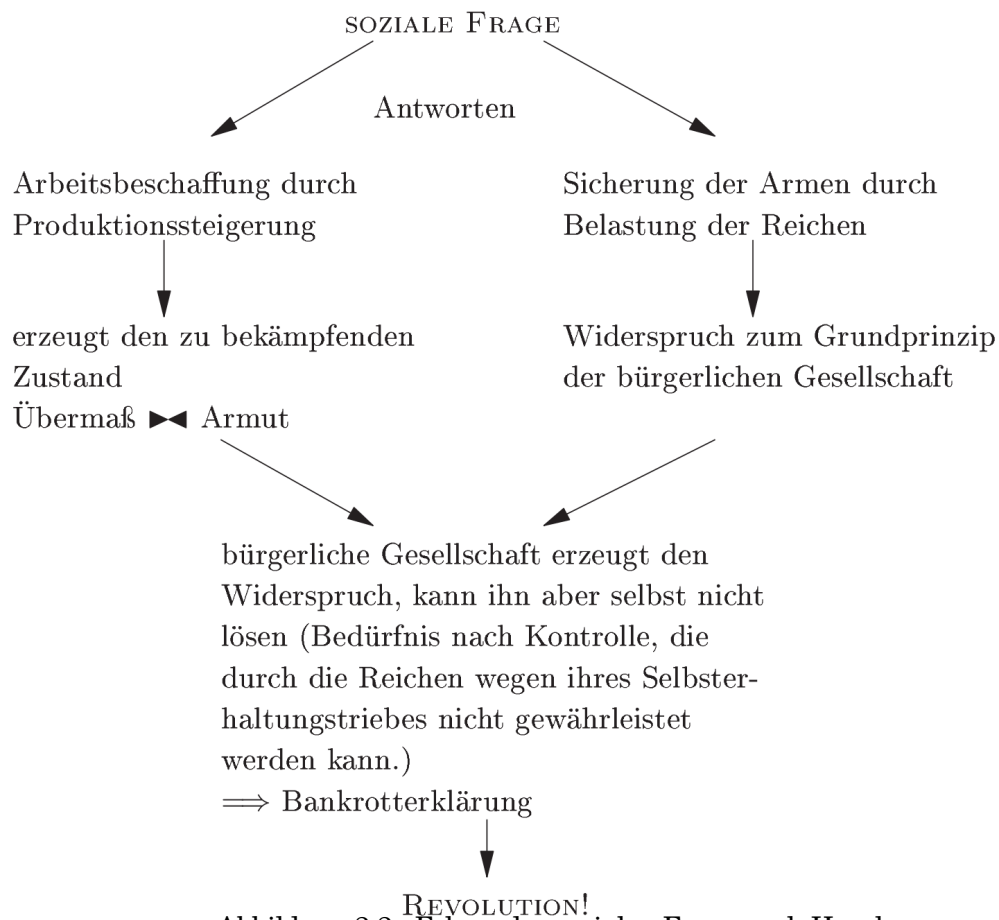 SOZIALE FRAGE
Antworten
Arbeitsbeschaffung durch
Produktionssteigerung
Sicherung der Armen durch
Belastung der Reichen
erzeugt den zu bekämpfenden
Zustand
Übermaß ▶◀ Armut
Widerspruch zum Grundprinzip
der bürgerlichen Gesellschaft
bürgerliche Gesellschaft erzeugt den
Widerspruch, kann ihn aber selbst nicht
lösen (Bedürfnis nach Kontrolle, die
durch die Reichen wegen ihres Selbster-
haltungstriebes nicht gewährleistet
werden kann.)
⟹ Bankrotterklärung
REVOLUTION!